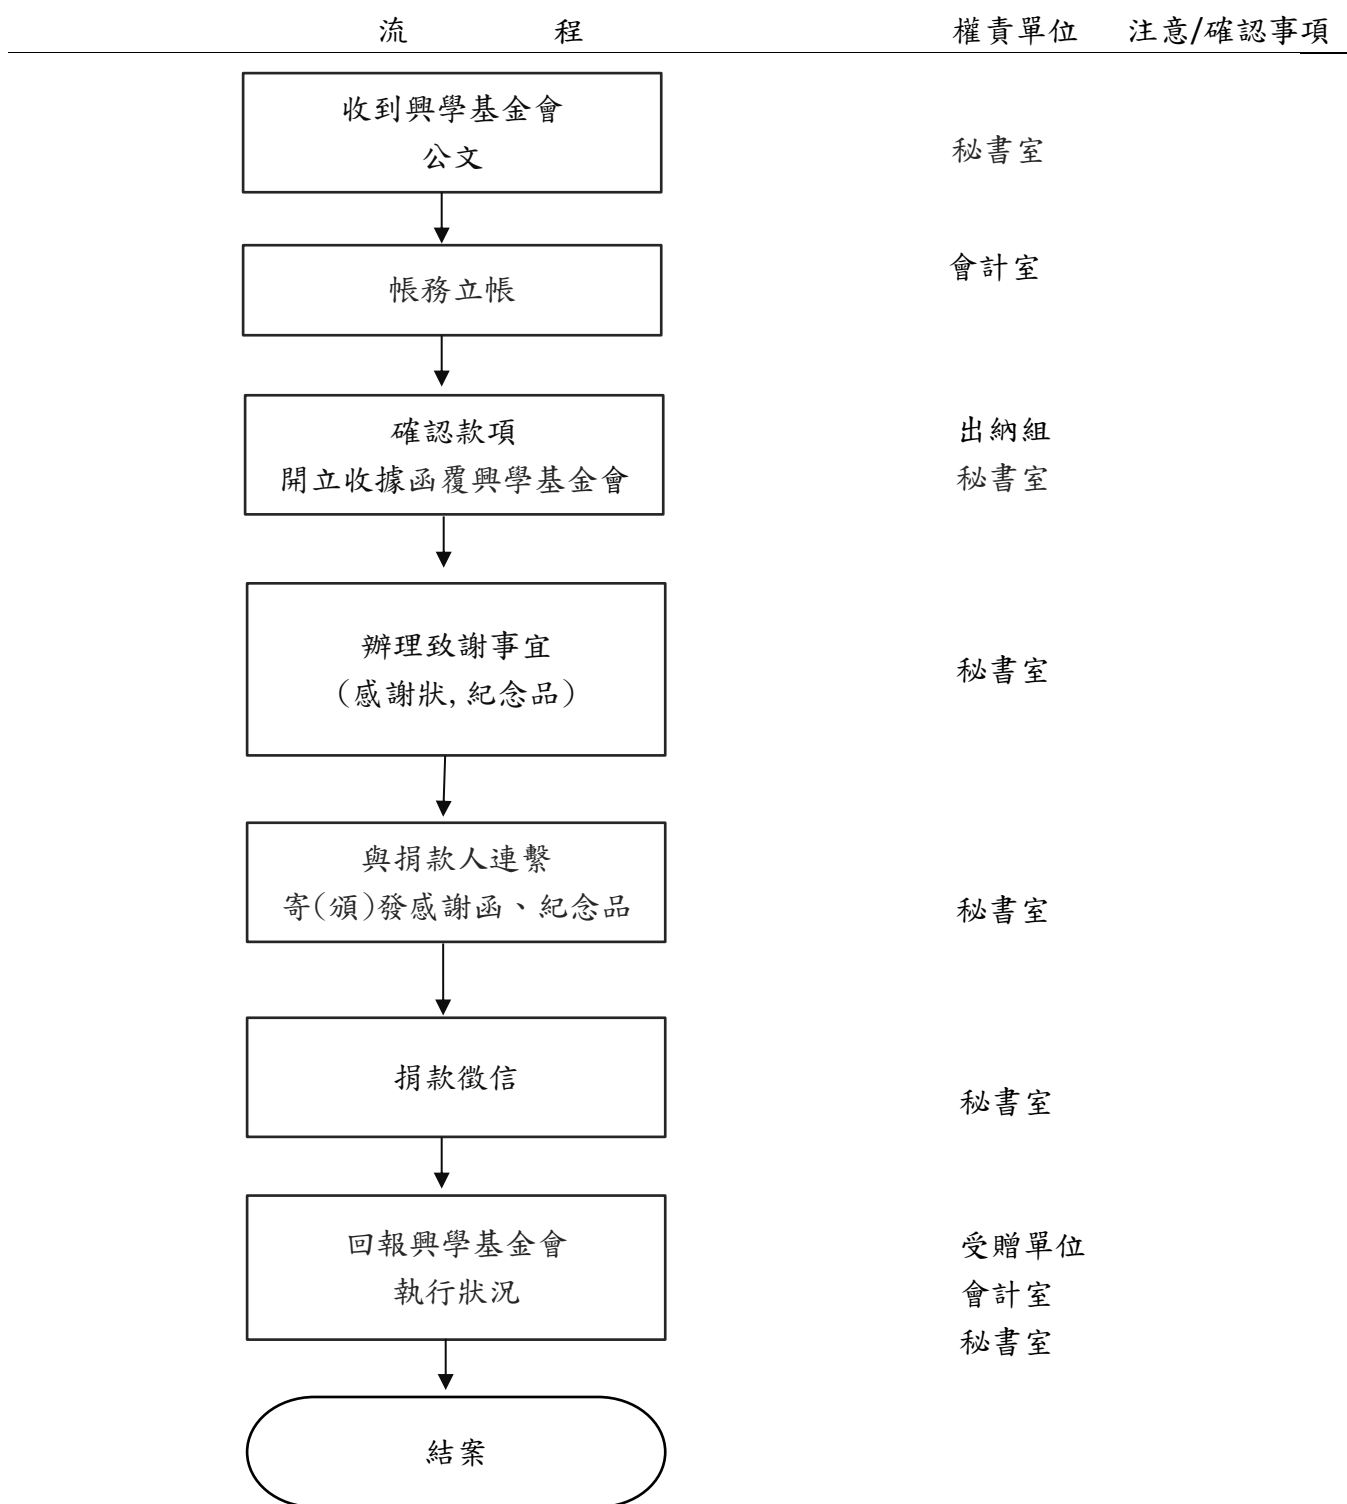 流 程 權責單位 注意/確認事項
收到興學基金會
公文
秘書室
帳務立帳
會計室
確認款項
開立收據函覆興學基金會
出納組
秘書室
辦理致謝事宜
(感謝狀,紀念品)
秘書室
與捐款人連繫
寄(頒)發感謝函、紀念品
秘書室
捐款徵信
秘書室
回報興學基金會
執行狀況
受贈單位
會計室
秘書室
結案